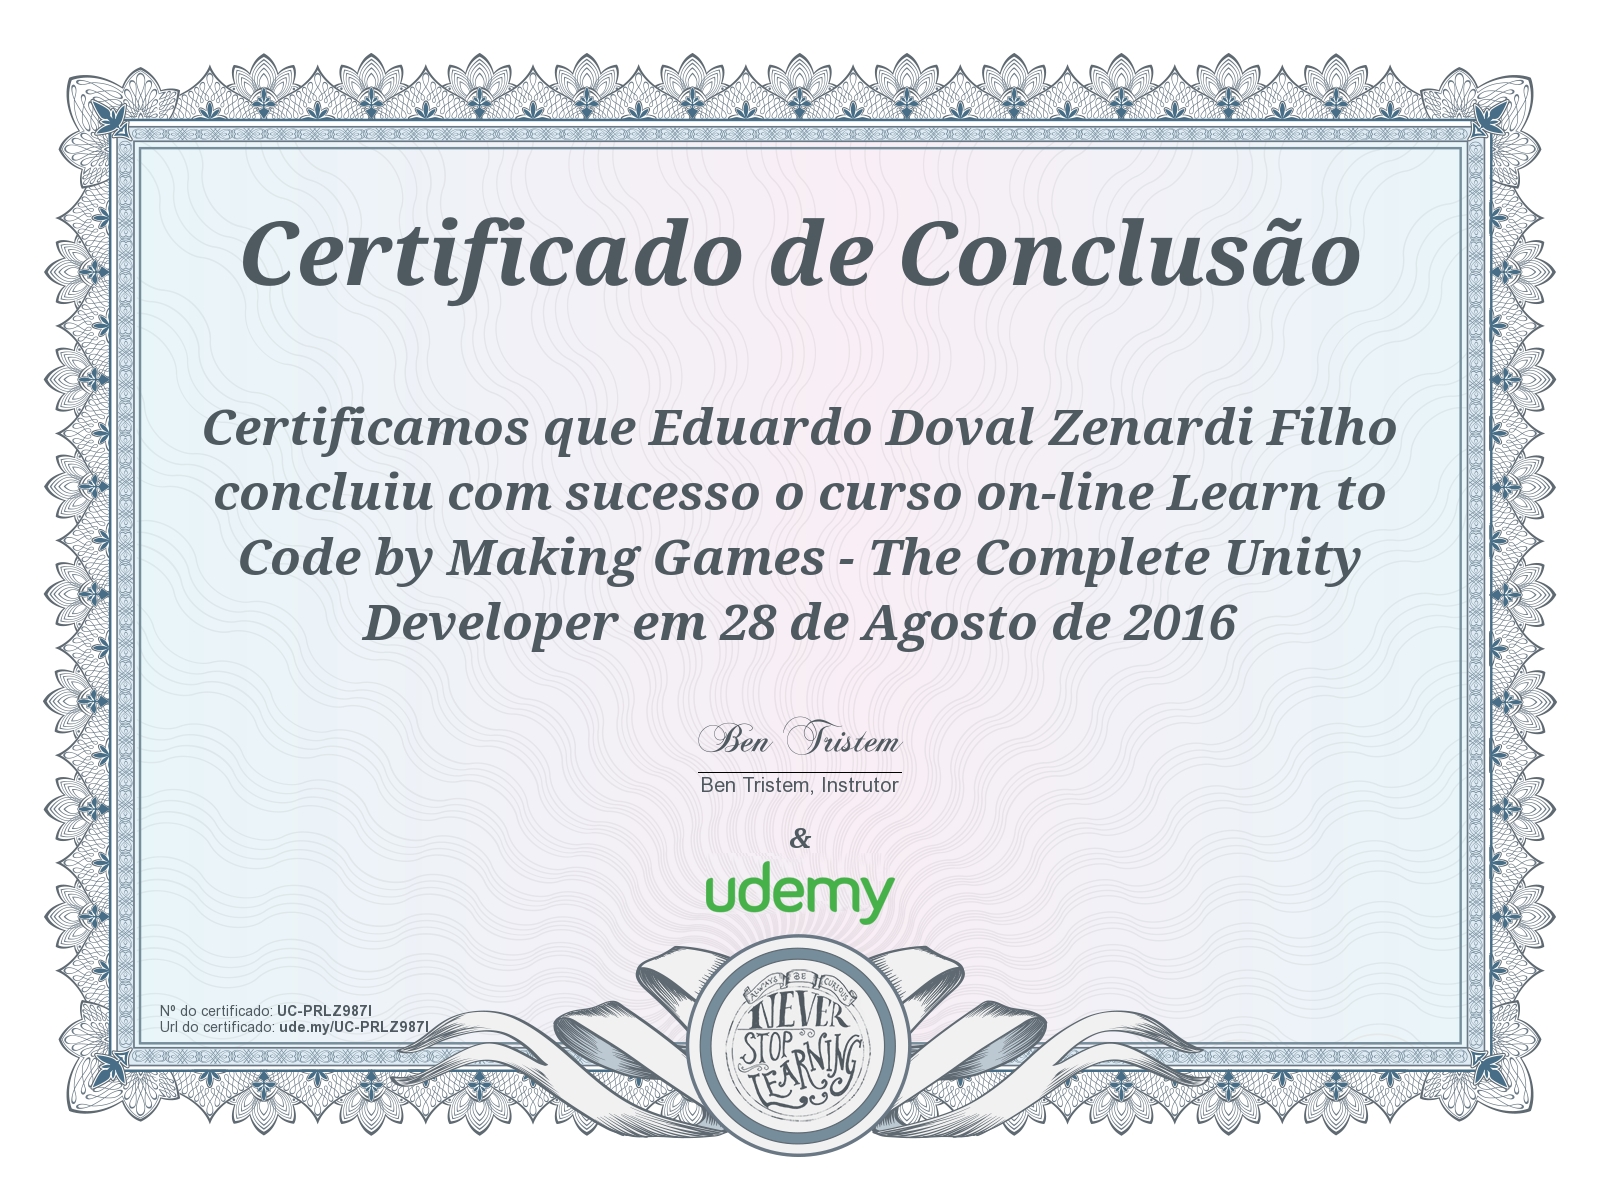 Certificado de Conclusão
Certificamos que Eduardo Doval Zenardi Filho
concluiu com sucesso o curso on-line Learn to
Code by Making Games - The Complete Unity
Developer em 28 de Agosto de 2016
Ben Tristem
Ben Tristem, Instrutor
&
udemy
ALWAYS BE CURIOUS
NEVER
STOP
LEARNING
Nº do certificado: UC-PRLZ987I
Url do certificado: ude.my/UC-PRLZ987I